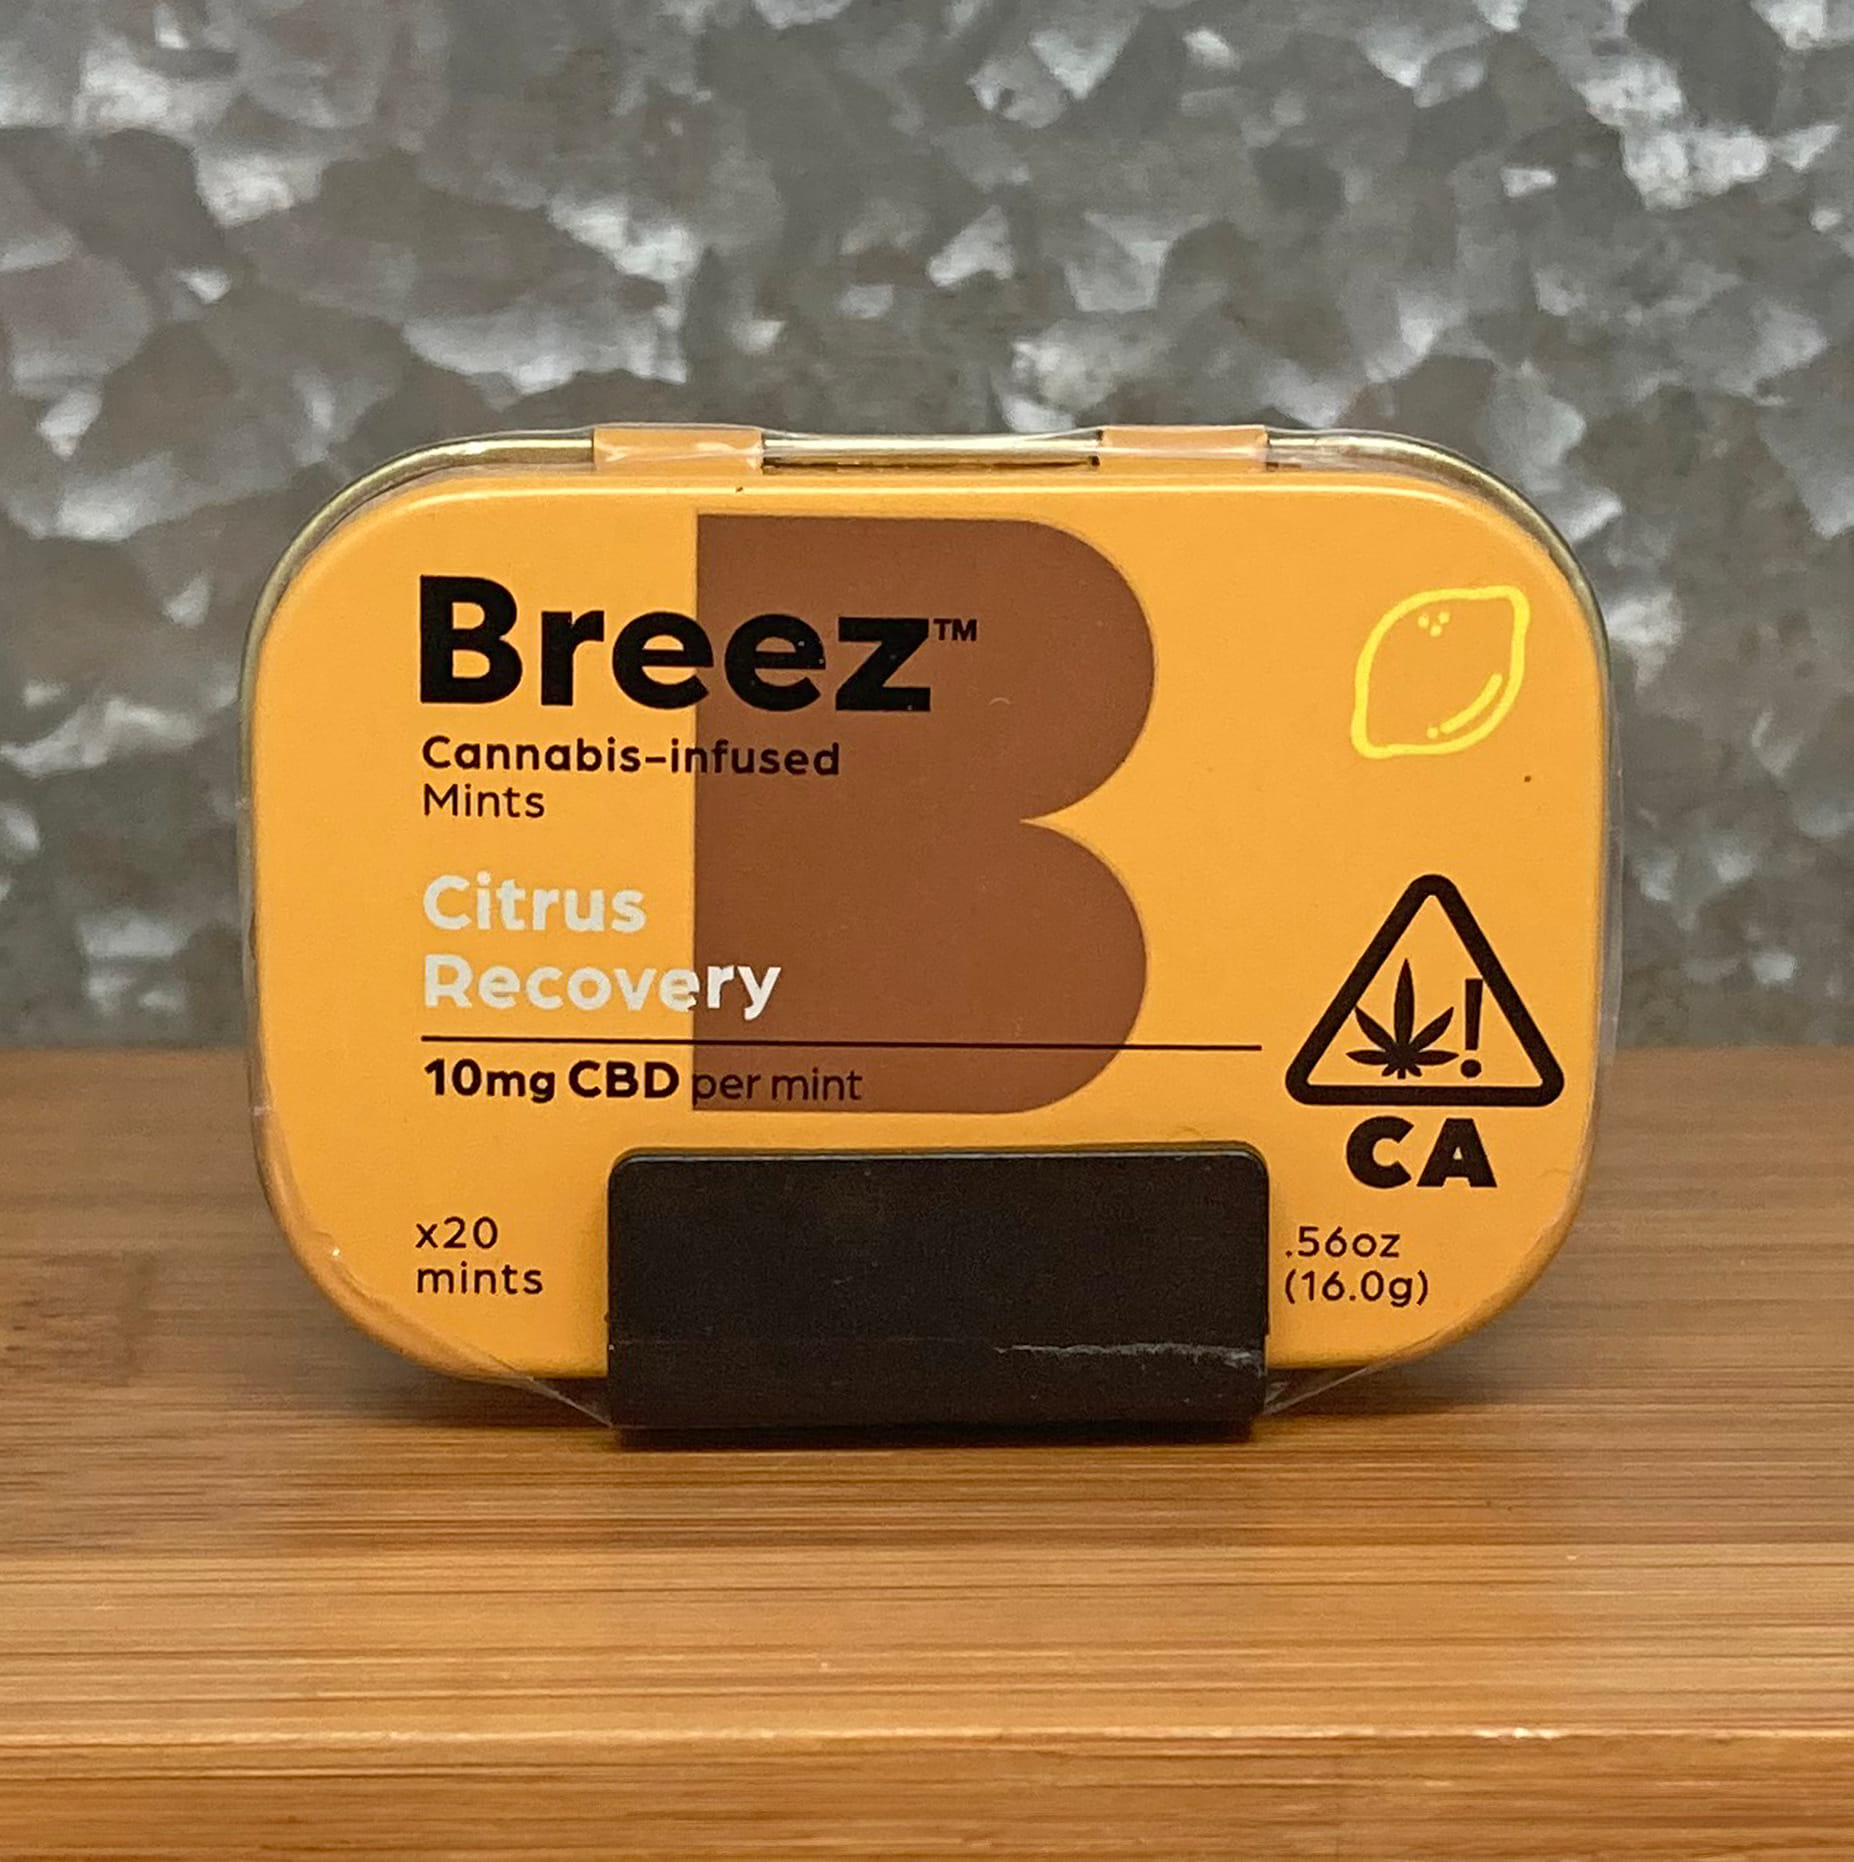 Breez™
Cannabis-infused
Mints
Citrus
Recovery
10mg CBD per mint
!
CA
x20
mints
.56oz
(16.0g)